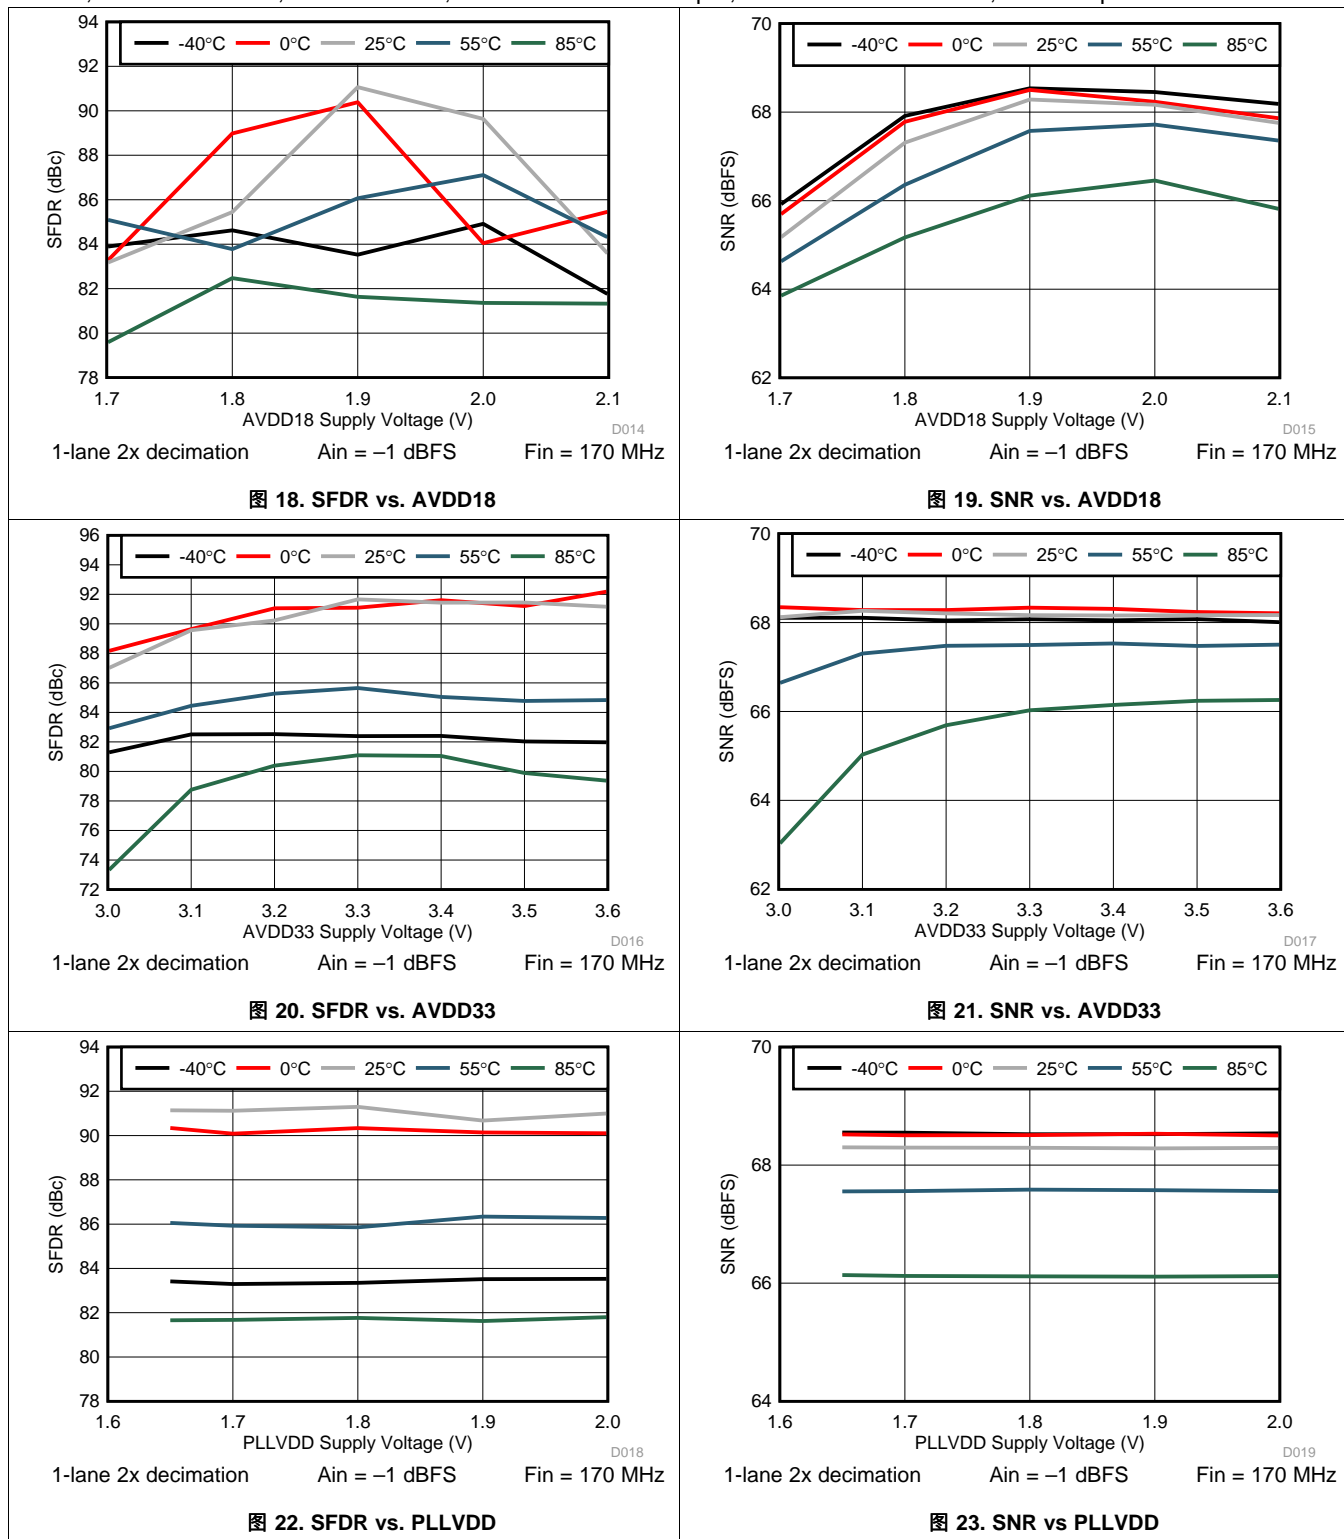 94
92
90
88
86
84
82
80
78
-40°C 0°C 25°C 55°C 85°C
SFDR (dBc)
1.7 1.8 1.9 2.0 2.1
AVDD18 Supply Voltage (V)
D014
1-lane 2x decimation Ain = –1 dBFS Fin = 170 MHz
图 18. SFDR vs. AVDD18
70
68
66
64
62
-40°C 0°C 25°C 55°C 85°C
SNR (dBFS)
1.7 1.8 1.9 2.0 2.1
AVDD18 Supply Voltage (V)
D015
1-lane 2x decimation Ain = –1 dBFS Fin = 170 MHz
图 19. SNR vs. AVDD18
96
94
92
90
88
86
84
82
80
78
76
74
72
-40°C 0°C 25°C 55°C 85°C
SFDR (dBc)
3.0 3.1 3.2 3.3 3.4 3.5 3.6
AVDD33 Supply Voltage (V)
D016
1-lane 2x decimation Ain = –1 dBFS Fin = 170 MHz
图 20. SFDR vs. AVDD33
70
68
66
64
62
-40°C 0°C 25°C 55°C 85°C
SNR (dBFS)
3.0 3.1 3.2 3.3 3.4 3.5 3.6
AVDD33 Supply Voltage (V)
D017
1-lane 2x decimation Ain = –1 dBFS Fin = 170 MHz
图 21. SNR vs. AVDD33
94
92
90
88
86
84
82
80
78
-40°C 0°C 25°C 55°C 85°C
SFDR (dBc)
1.6 1.7 1.8 1.9 2.0
PLLVDD Supply Voltage (V)
D018
1-lane 2x decimation Ain = –1 dBFS Fin = 170 MHz
图 22. SFDR vs. PLLVDD
70
68
66
64
-40°C 0°C 25°C 55°C 85°C
SNR (dBFS)
1.6 1.7 1.8 1.9 2.0
PLLVDD Supply Voltage (V)
D019
1-lane 2x decimation Ain = –1 dBFS Fin = 170 MHz
图 23. SNR vs PLLVDD